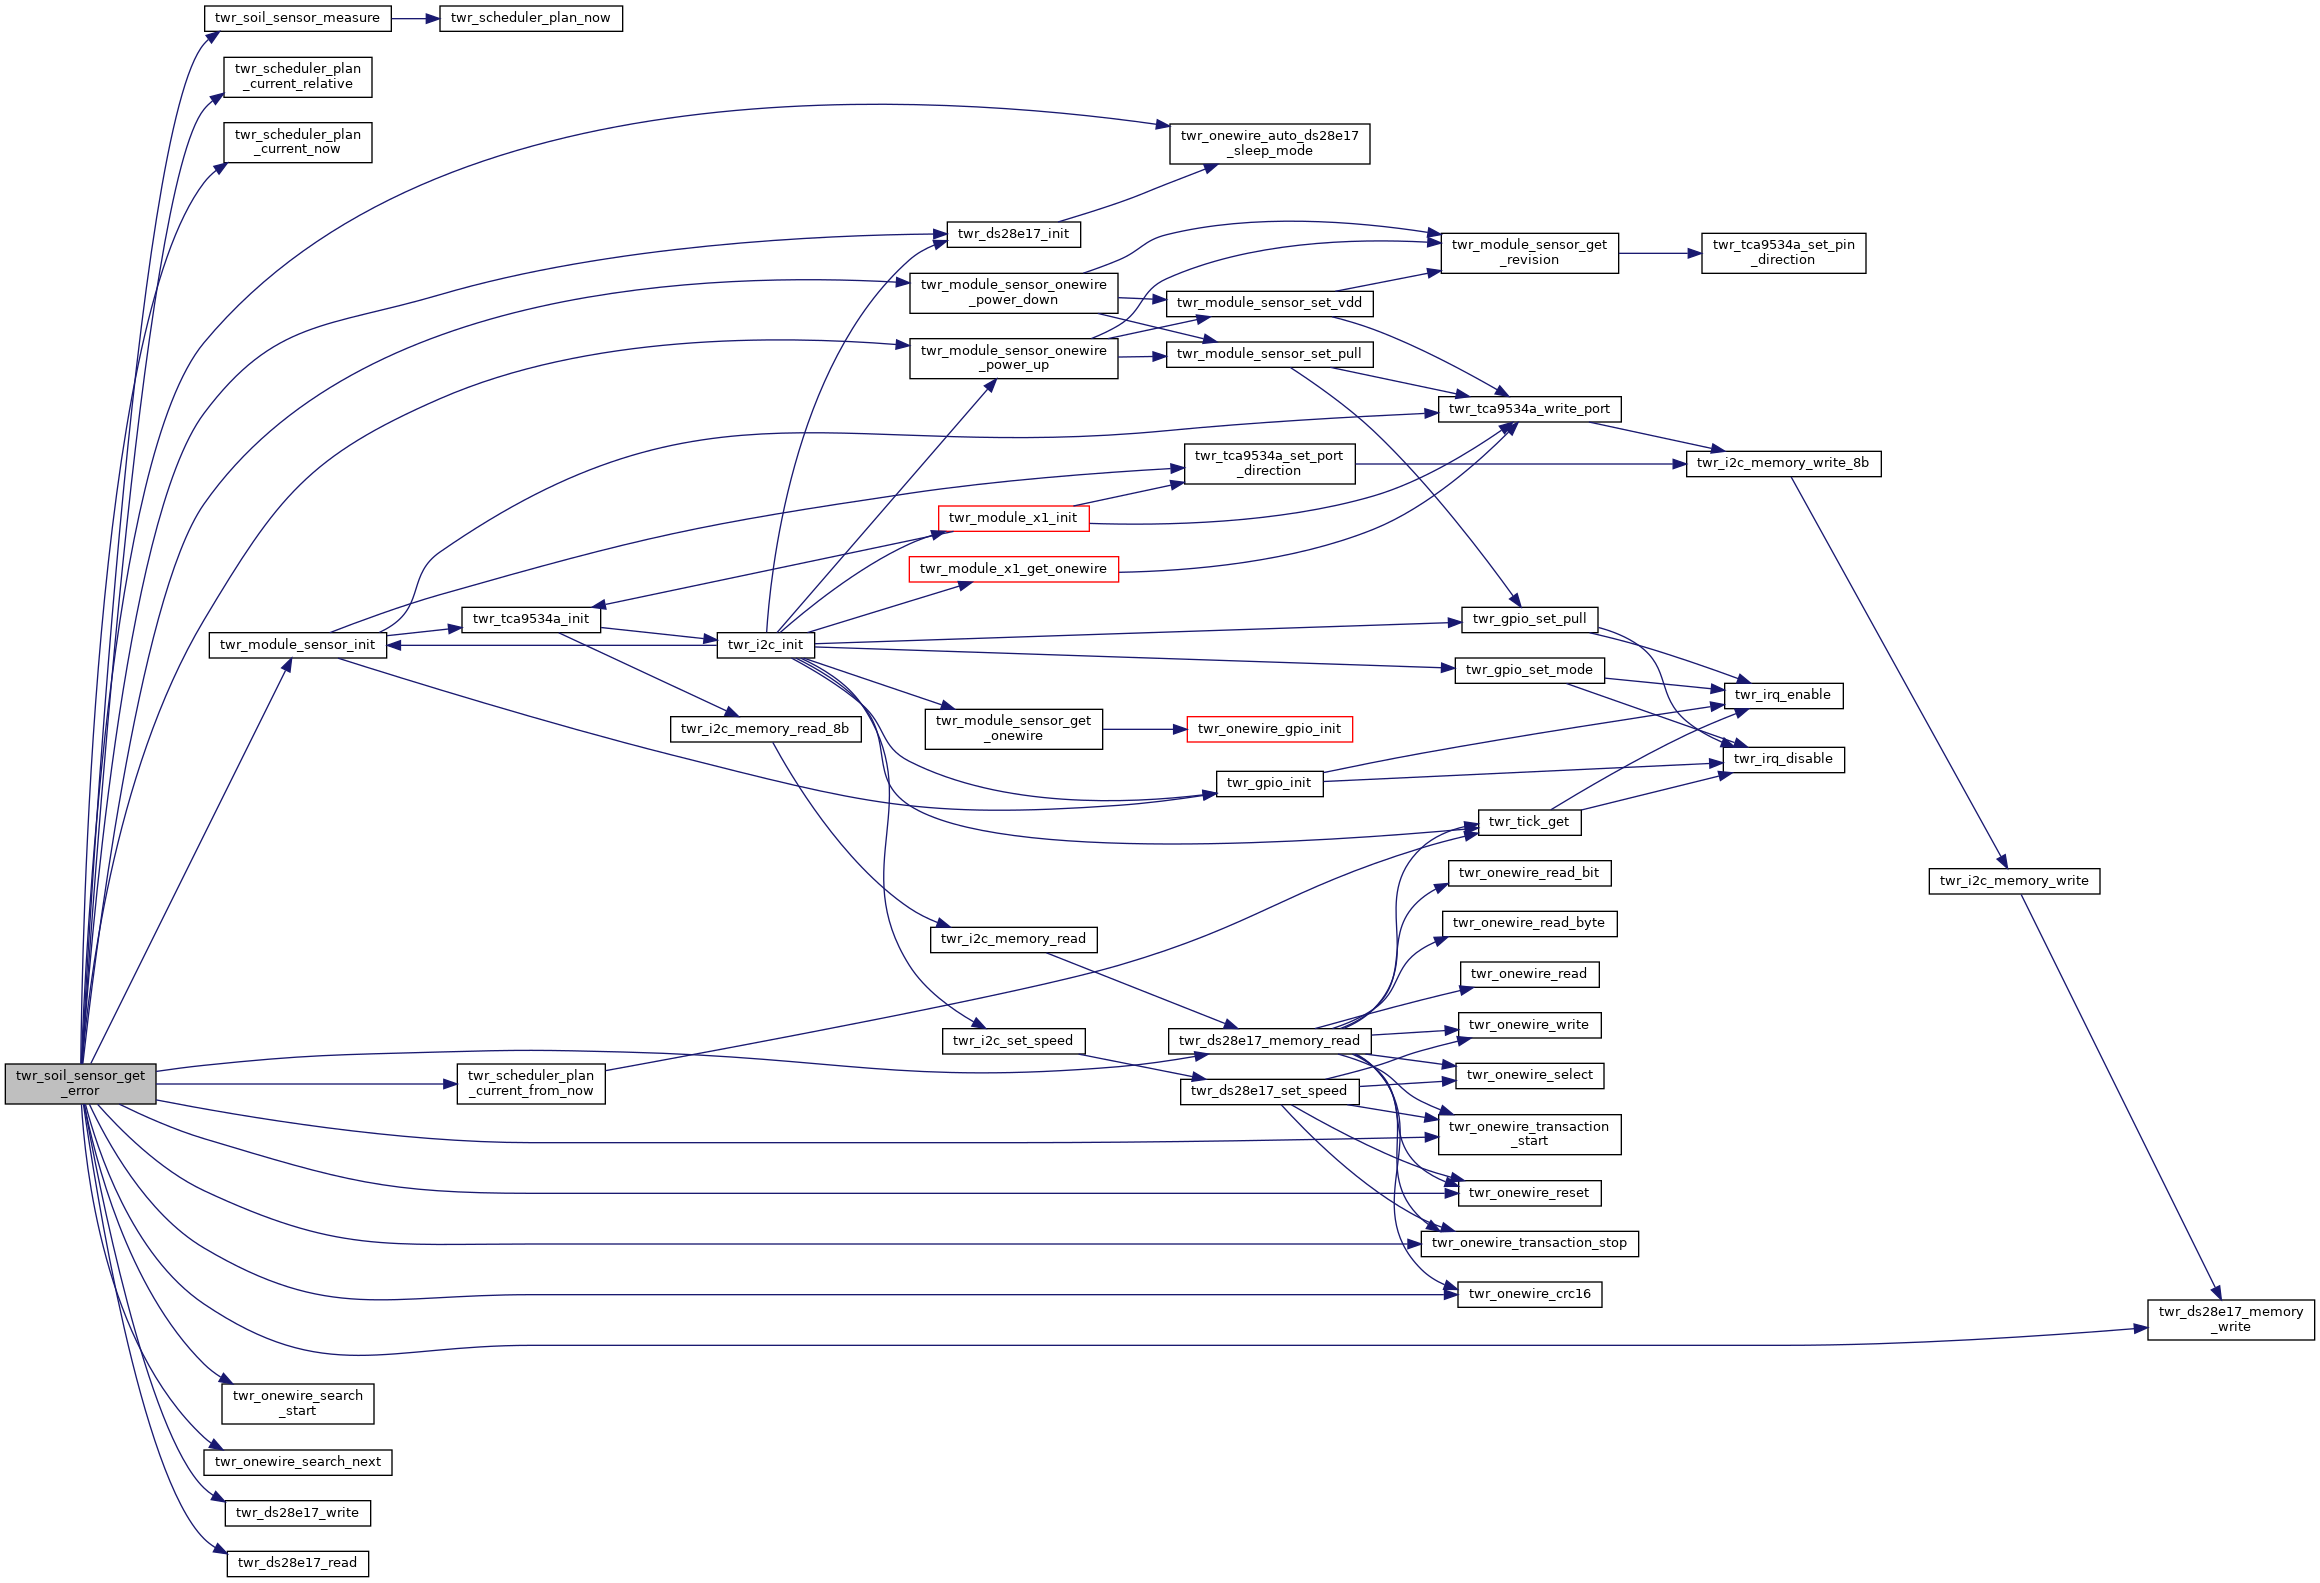 twr_soil_sensor_measure
twr_scheduler_plan_now
twr_scheduler_plan
_current_relative
twr_scheduler_plan
_current_now
twr_onewire_auto_ds28e17
_sleep_mode
twr_ds28e17_init
twr_module_sensor_get
_revision
twr_tca9534a_set_pin
_direction
twr_module_sensor_onewire
_power_down
twr_module_sensor_set_vdd
twr_module_sensor_onewire
_power_up
twr_module_sensor_set_pull
twr_tca9534a_write_port
twr_tca9534a_set_port
_direction
twr_i2c_memory_write_8b
twr_module_x1_init
twr_module_x1_get_onewire
twr_tca9534a_init
twr_gpio_set_pull
twr_module_sensor_init
twr_i2c_init
twr_gpio_set_mode
twr_irq_enable
twr_i2c_memory_read_8b
twr_module_sensor_get
_onewire
twr_onewire_gpio_init
twr_irq_disable
twr_gpio_init
twr_tick_get
twr_onewire_read_bit
twr_i2c_memory_write
twr_onewire_read_byte
twr_i2c_memory_read
twr_onewire_read
twr_onewire_write
twr_i2c_set_speed
twr_ds28e17_memory_read
twr_soil_sensor_get
_error
twr_scheduler_plan
_current_from_now
twr_onewire_select
twr_ds28e17_set_speed
twr_onewire_transaction
_start
twr_onewire_reset
twr_onewire_transaction_stop
twr_onewire_crc16
twr_ds28e17_memory
_write
twr_onewire_search
_start
twr_onewire_search_next
twr_ds28e17_write
twr_ds28e17_read